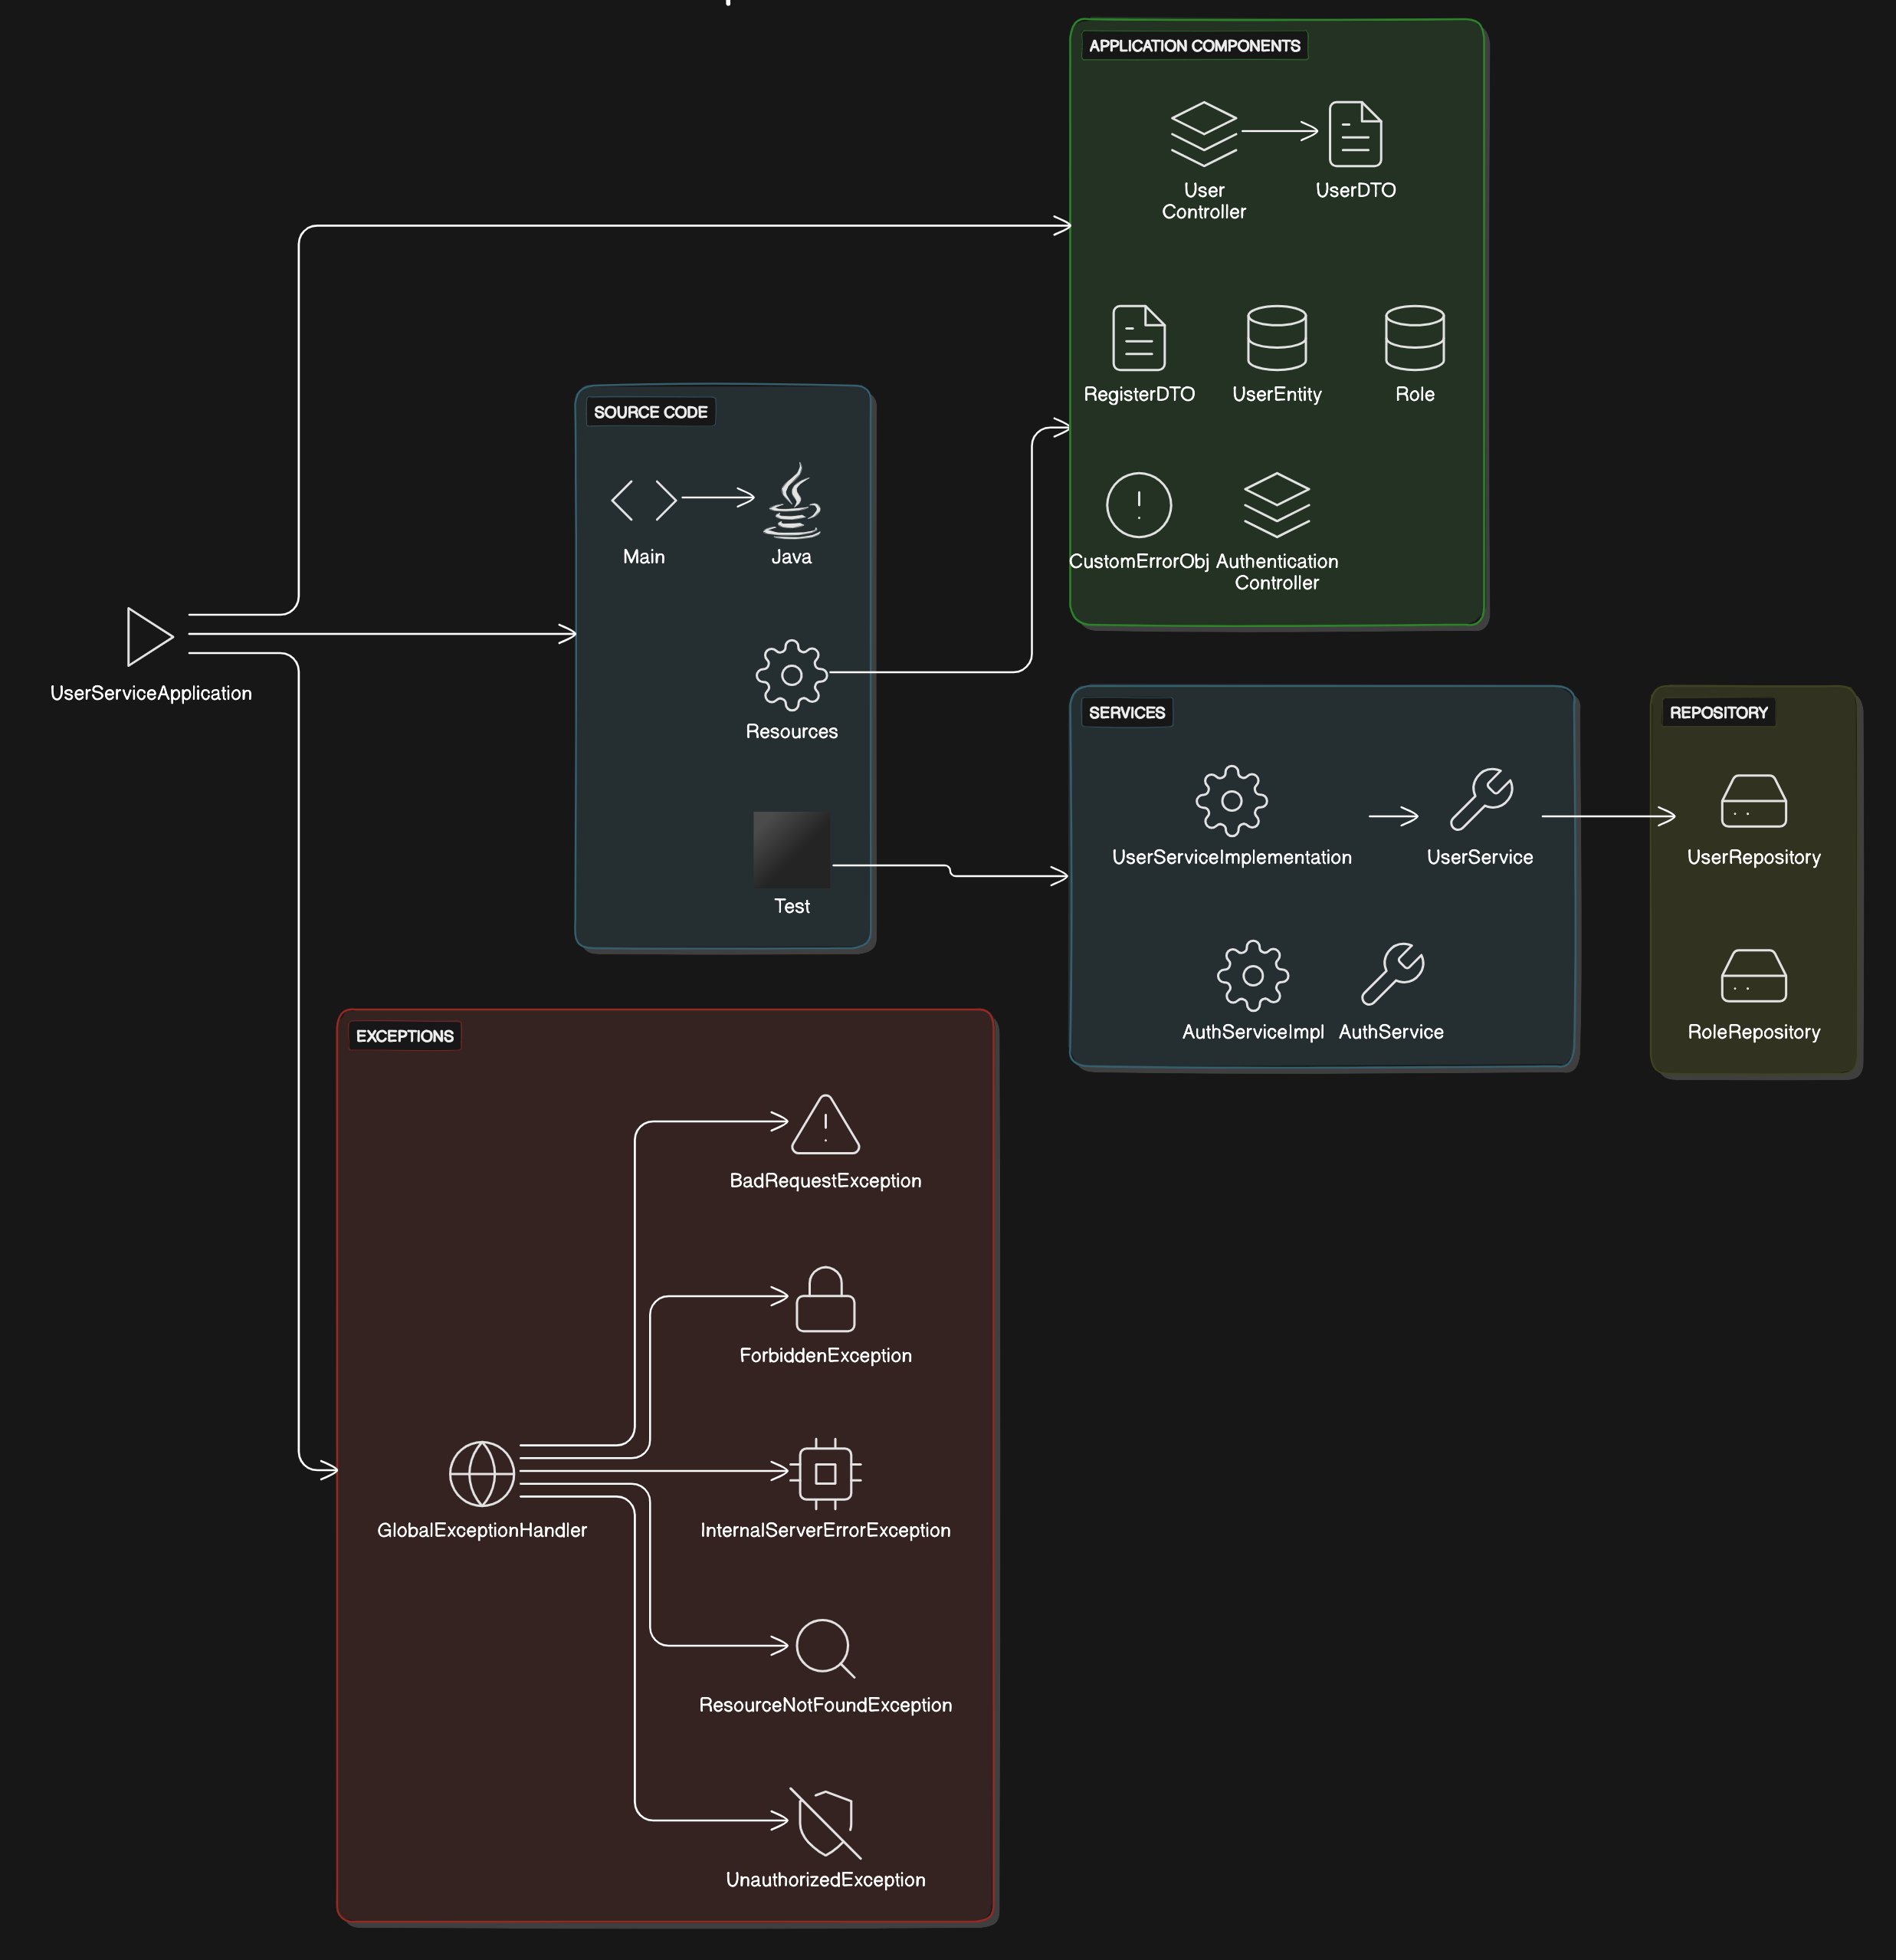 APPLICATION COMPONENTS
User
Controller
UserDTO
RegisterDTO
UserEntity
Role
CustomErrorObj
Authentication
Controller
SOURCE CODE
Main
Java
Resources
Test
UserServiceApplication
SERVICES
UserServiceImplementation
UserService
AuthServiceImpl
AuthService
REPOSITORY
UserRepository
RoleRepository
EXCEPTIONS
BadRequestException
ForbiddenException
GlobalExceptionHandler
InternalServerErrorException
ResourceNotFoundException
UnauthorizedException